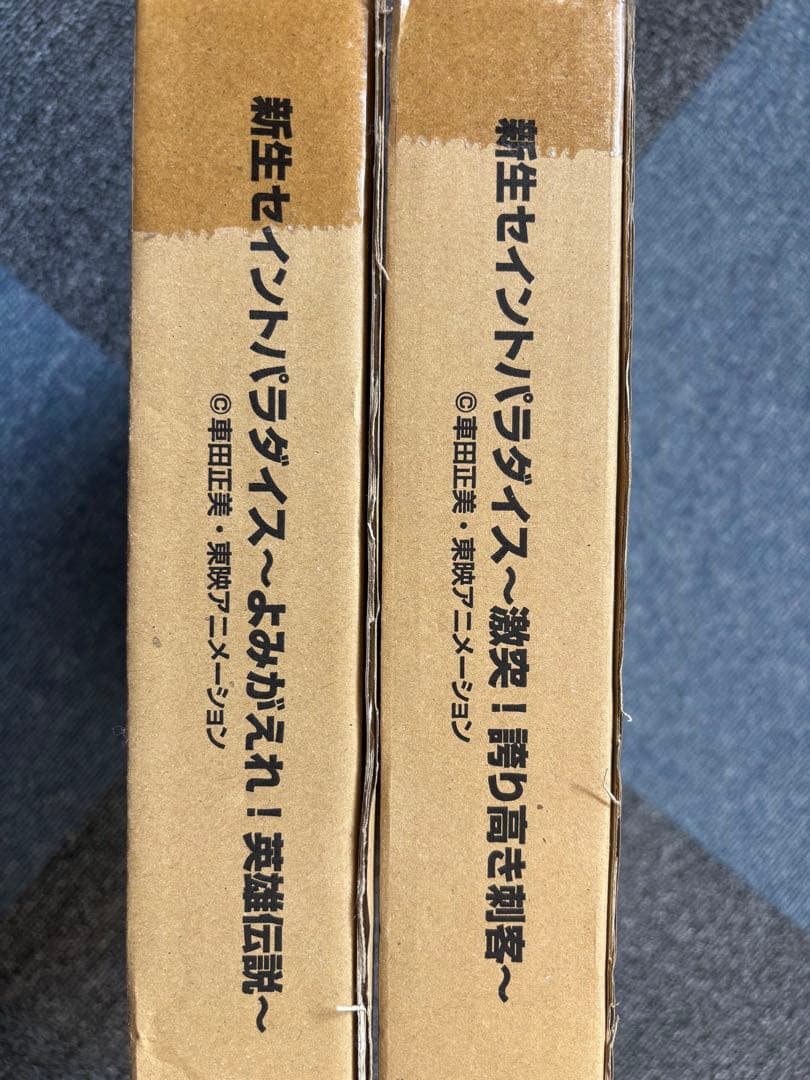 新生セイントパラダイス～よみがえれ！英雄伝説～
©車田正美・東映アニメーション
新生セイントパラダイス～激突！誇り高き刺客～
©車田正美・東映アニメーション